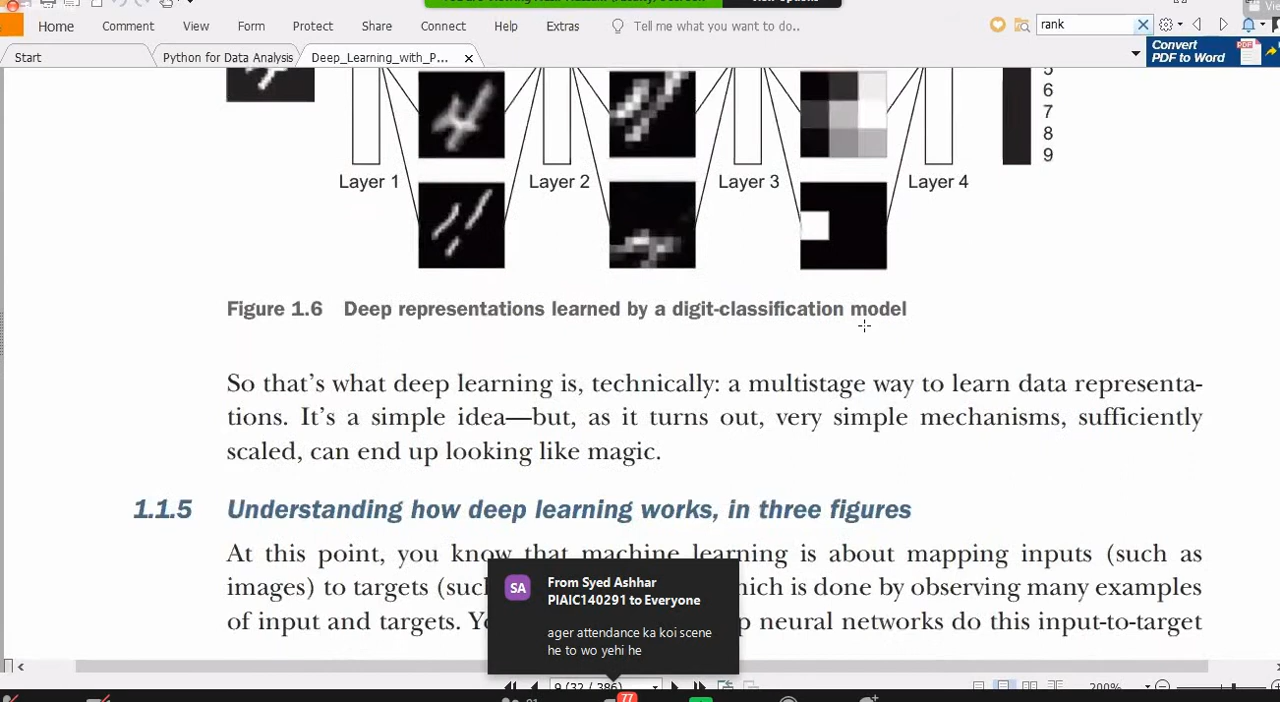 rank
Home Comment View Form Protect Share Connect Help Extras Tell me what you want to do..
Start Python for Data Analysis Deep_Learning_with_P...
Convert
PDF to Word
6
7
8
9
Layer 1 Layer 2 Layer 3 Layer 4
Figure 1.6 Deep representations learned by a digit-classification model
So that's what deep learning is, technically: a multistage way to learn data representa-
tions. It's a simple idea—but, as it turns out, very simple mechanisms, sufficiently
scaled, can end up looking like magic.
1.1.5 Understanding how deep learning works, in three figures
At this point, you know that machine learning is about mapping inputs (such as
images) to targets (suc hich is done by observing many examples
of input and targets. Yo p neural networks do this input-to-target
SA
From Syed Ashhar
PIAIC140291 to Everyone
ager attendance ka koi scene
he to wo yehi he
9 (32 / 386)
200%
77